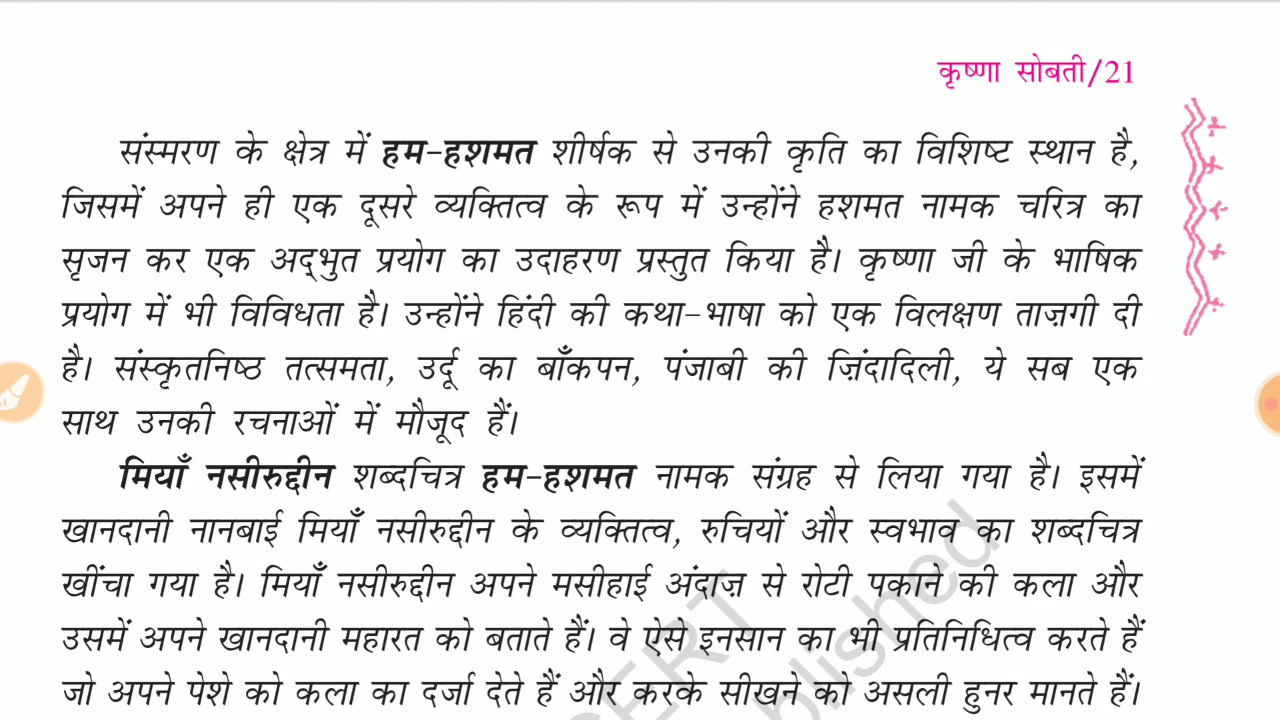 कृष्णा सोबती/21
संस्मरण के क्षेत्र में हम-हशमत शीर्षक से उनकी कृति का विशिष्ट स्थान है,
जिसमें अपने ही एक दूसरे व्यक्तित्व के रूप में उन्होंने हशमत नामक चरित्र का
सृजन कर एक अद्‌भुत प्रयोग का उदाहरण प्रस्तुत किया है। कृष्णा जी के भाषिक
प्रयोग में भी विविधता है। उन्होंने हिंदी की कथा-भाषा को एक विलक्षण ताज़गी दी
है। संस्कृतनिष्ठ तत्समता, उर्दू का बाँकपन, पंजाबी की ज़िंदादिली, ये सब एक
साथ उनकी रचनाओं में मौजूद हैं।
मियाँ नसीरुद्दीन शब्दचित्र हम-हशमत नामक संग्रह से लिया गया है। इसमें
खानदानी नानबाई मियाँ नसीरुद्दीन के व्यक्तित्व, रुचियों और स्वभाव का शब्दचित्र
खींचा गया है। मियाँ नसीरुद्दीन अपने मसीहाई अंदाज़ से रोटी पकाने की कला और
उसमें अपने खानदानी महारत को बताते हैं। वे ऐसे इनसान का भी प्रतिनिधित्व करते हैं
जो अपने पेशे को कला का दर्जा देते हैं और करके सीखने को असली हुनर मानते हैं।